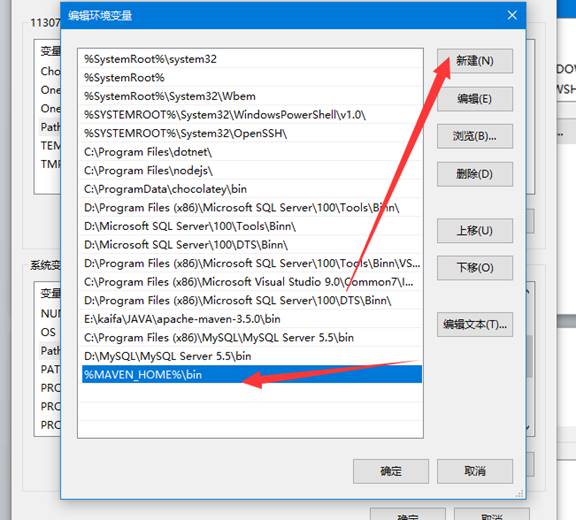 编辑环境变量
11307
变量
Cho
One
One
Path
TEM
TMP
%SystemRoot%\system32
%SystemRoot%
%SystemRoot%\System32\Wbem
%SYSTEMROOT%\System32\WindowsPowerShell\v1.0\
%SYSTEMROOT%\System32\OpenSSH\
C:\Program Files\dotnet\
C:\Program Files\nodejs\
C:\ProgramData\chocolatey\bin
D:\Program Files (x86)\Microsoft SQL Server\100\Tools\Binn\
D:\Microsoft SQL Server\100\Tools\Binn\
D:\Microsoft SQL Server\100\DTS\Binn\
D:\Program Files (x86)\Microsoft SQL Server\100\Tools\Binn\VS...
C:\Program Files (x86)\Microsoft Visual Studio 9.0\Common7\I...
D:\Program Files (x86)\Microsoft SQL Server\100\DTS\Binn\
E:\kaifa\JAVA\apache-maven-3.5.0\bin
C:\Program Files (x86)\MySQL\MySQL Server 5.5\bin
D:\MySQL\MySQL Server 5.5\bin
%MAVEN_HOME%\bin
新建(N)
编辑(E)
浏览(B)...
删除(D)
上移(U)
下移(O)
编辑文本(T)...
系统变
变量
NUM
OS
Path
PAT
PRO
PRO
PRO
确定
取消
确定
取消